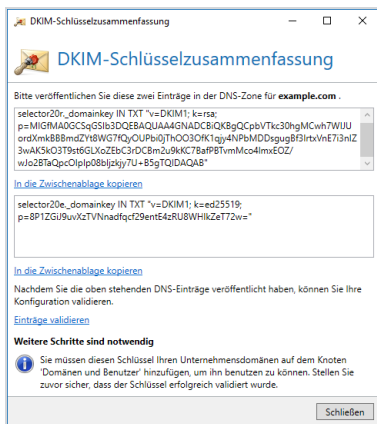 DKIM-Schlüsselzusammenfassung
DKIM-Schlüsselzusammenfassung
Bitte veröffentlichen Sie diese zwei Einträge in der DNS-Zone für example.com .
selector20r._domainkey IN TXT "v=DKIM1; k=rsa;
p=MIGfMA0GCSqGSIb3DQEBAQUAA4GNADCBiQKBgQCpbVTkc30hgMCwh7WIJU
ordXmkBBBmdZYt8WG7fQyOUPbi0jThOO3OfK1qjy4NPbMDDsgugBf3IrtxVnE7i3nIZ
3wAK5kO3T9st6GLXoZEbC3rDCBm2u9kKC7BafPBTvmMco4ImxEOZ/
wJo2BTaQpcOlpIp08bIjzkjy7U+B5gTQIDAQAB"
In die Zwischenablage kopieren
selector20e._domainkey IN TXT "v=DKIM1; k=ed25519;
p=8P1ZGiJ9uvXzTVNnadfqcf29entE4zRU8WHlkZeT72w="
In die Zwischenablage kopieren
Nachdem Sie die oben stehenden DNS-Einträge veröffentlicht haben, können Sie Ihre
Konfiguration validieren.
Einträge validieren
Weitere Schritte sind notwendig
Sie müssen diesen Schlüssel Ihren Unternehmensdomänen auf dem Knoten
'Domänen und Benutzer' hinzufügen, um ihn benutzen zu können. Stellen Sie
zuvor sicher, dass der Schlüssel erfolgreich validiert wurde.
Schließen